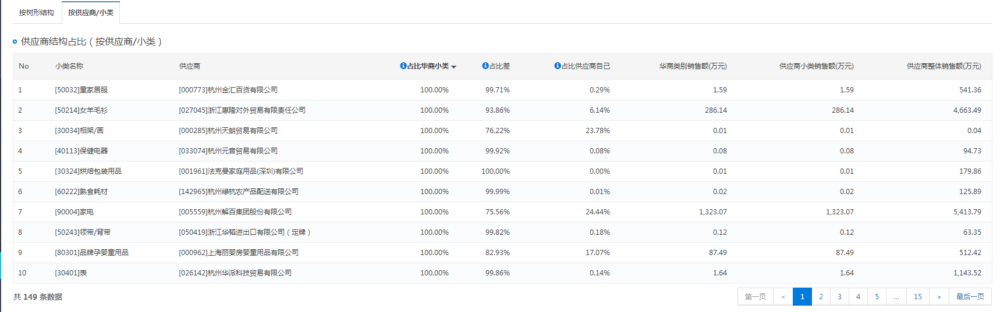 按树形结构 按供应商/小类
供应商结构占比（按供应商/小类）
No 小类名称 供应商 占比华商小类 占比差 占比供应商自己 华商类别销售额(万元) 供应商小类销售额(万元) 供应商整体销售额(万元)
1 [50032]童家居服 [000773]杭州金汇百货有限公司 100.00% 99.71% 0.29% 1.59 1.59 541.36
2 [50214]女羊毛衫 [027045]浙江惠隆对外贸易有限责任公司 100.00% 93.86% 6.14% 286.14 286.14 4,663.49
3 [30034]相架/画 [000285]杭州天朗贸易有限公司 100.00% 76.22% 23.78% 0.01 0.01 0.04
4 [40113]保健电器 [033074]杭州元音贸易有限公司 100.00% 99.92% 0.08% 0.08 0.08 94.73
5 [30324]烘焙包装用品 [001961]法克曼家庭用品(深圳)有限公司 100.00% 100.00% 0.00% 0.01 0.01 179.86
6 [60222]熟食耗材 [142965]杭州绿杭农产品配送有限公司 100.00% 99.99% 0.01% 0.02 0.02 125.89
7 [90004]家电 [005559]杭州解百集团股份有限公司 100.00% 75.56% 24.44% 1,323.07 1,323.07 5,413.79
8 [50243]领带/背带 [050419]浙江华韬进出口有限公司（定牌） 100.00% 99.82% 0.18% 0.12 0.12 63.35
9 [80301]品牌孕婴童用品 [000962]上海丽婴房婴童用品有限公司 100.00% 82.93% 17.07% 87.49 87.49 512.42
10 [30401]表 [026142]杭州华派科技贸易有限公司 100.00% 99.86% 0.14% 1.64 1.64 1,143.52
共 149 条数据 第一页 < 1 2 3 4 5 ... 15 > 最后一页